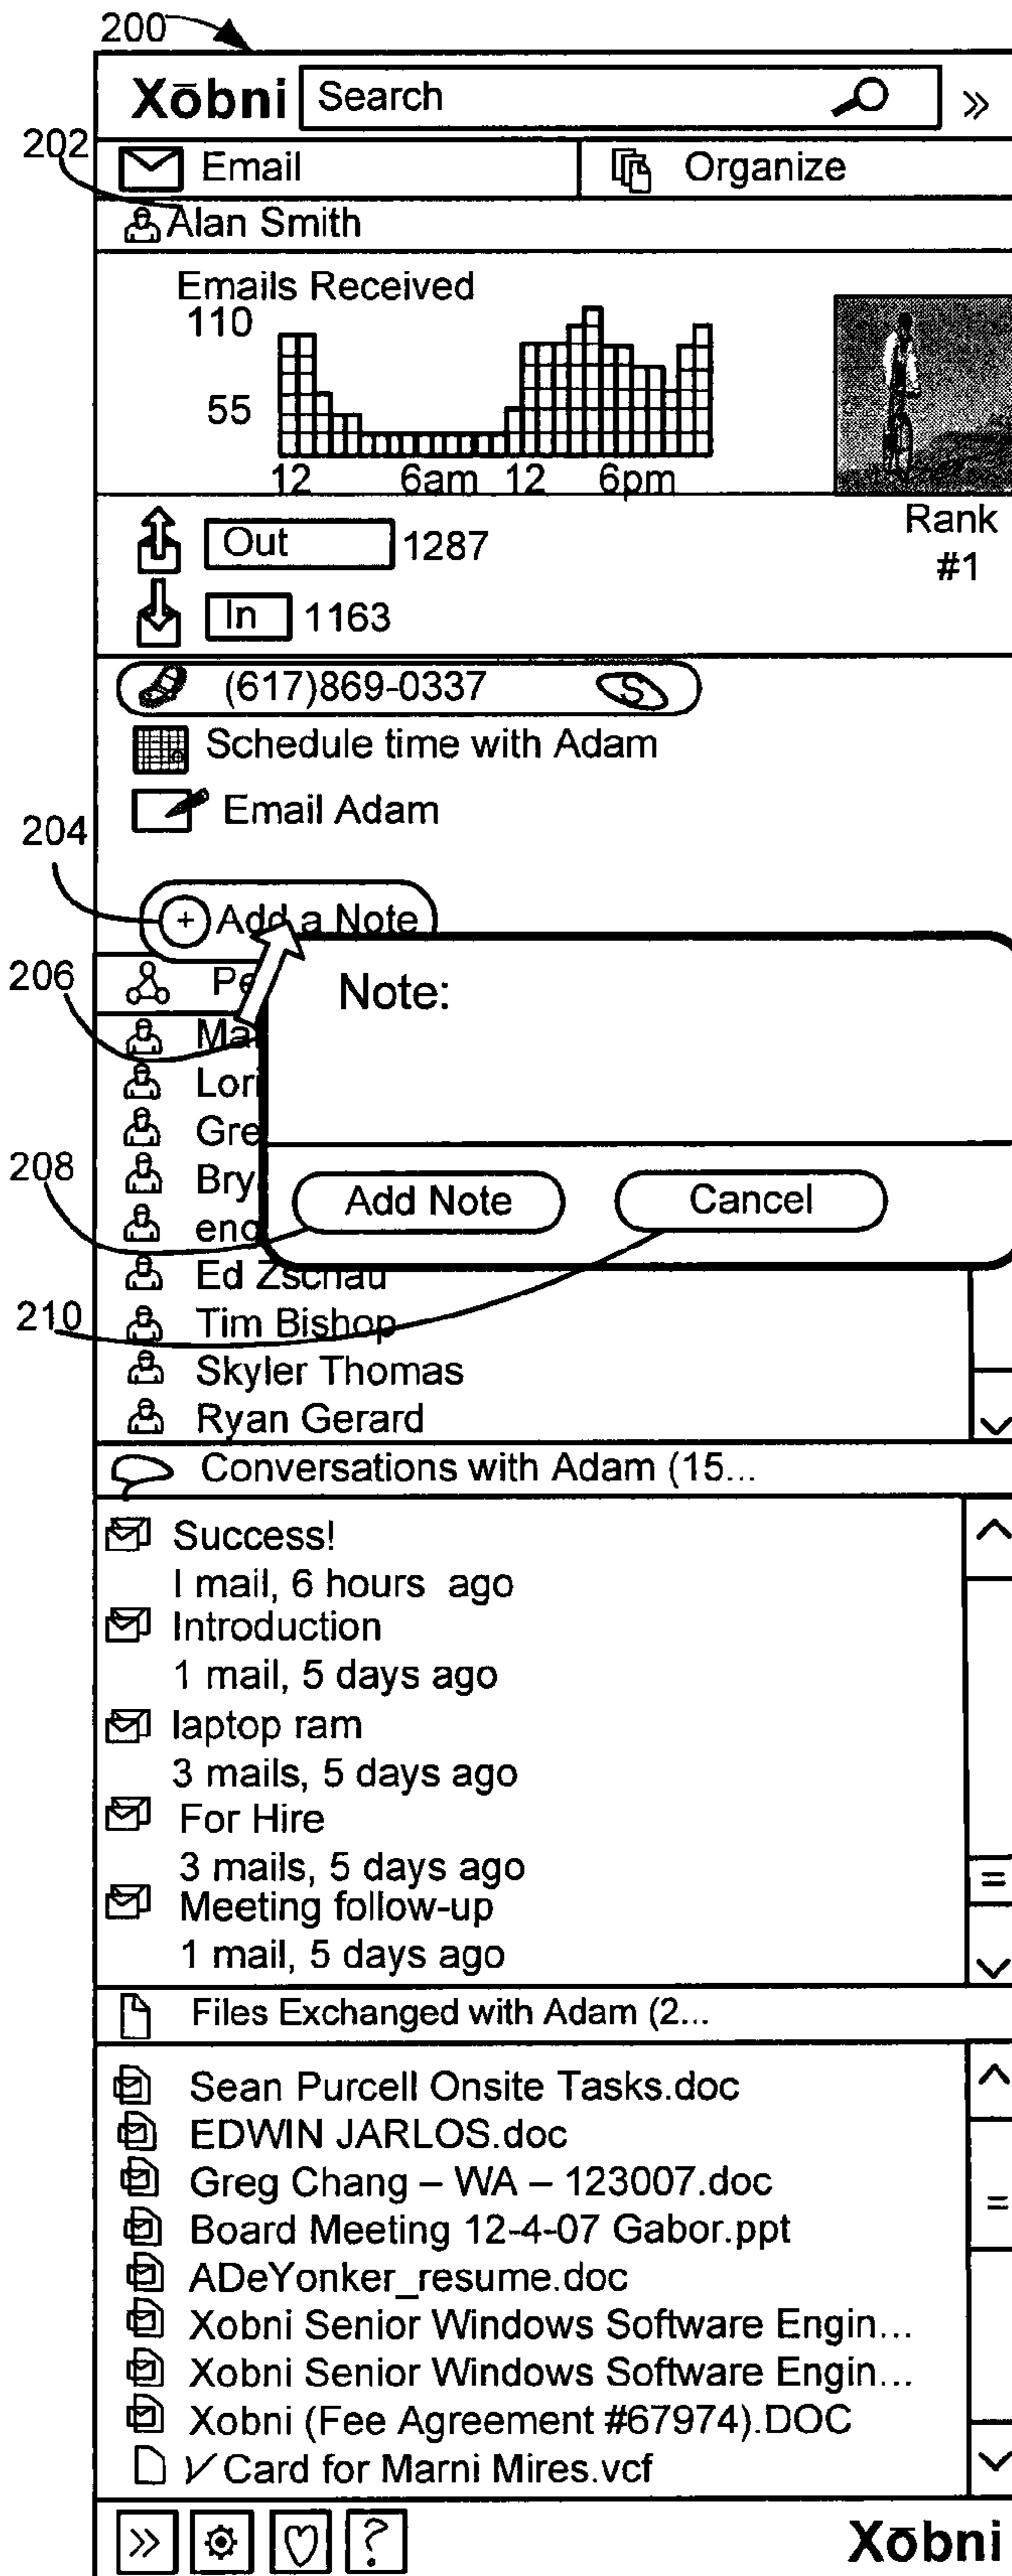 200
Xōbni Search »
202
Email Organize
Alan Smith
Emails Received
110
55
12 6am 12 6pm
Rank
#1
Out 1287
In 1163
(617)869-0337 S
Schedule time with Adam
Email Adam
204
+ Add a Note
206
Pe
Note:
Ma
Lori
Gre
208
Bry
Add Note Cancel
eno
Ed Zschau
210
Tim Bishop
Skyler Thomas
Ryan Gerard
Conversations with Adam (15...
Success!
I mail, 6 hours ago
Introduction
1 mail, 5 days ago
laptop ram
3 mails, 5 days ago
For Hire
3 mails, 5 days ago
Meeting follow-up
1 mail, 5 days ago
Files Exchanged with Adam (2...
Sean Purcell Onsite Tasks.doc
EDWIN JARLOS.doc
Greg Chang – WA – 123007.doc
Board Meeting 12-4-07 Gabor.ppt
ADeYonker_resume.doc
Xobni Senior Windows Software Engin...
Xobni Senior Windows Software Engin...
Xobni (Fee Agreement #67974).DOC
V Card for Marni Mires.vcf
» ? Xōbni